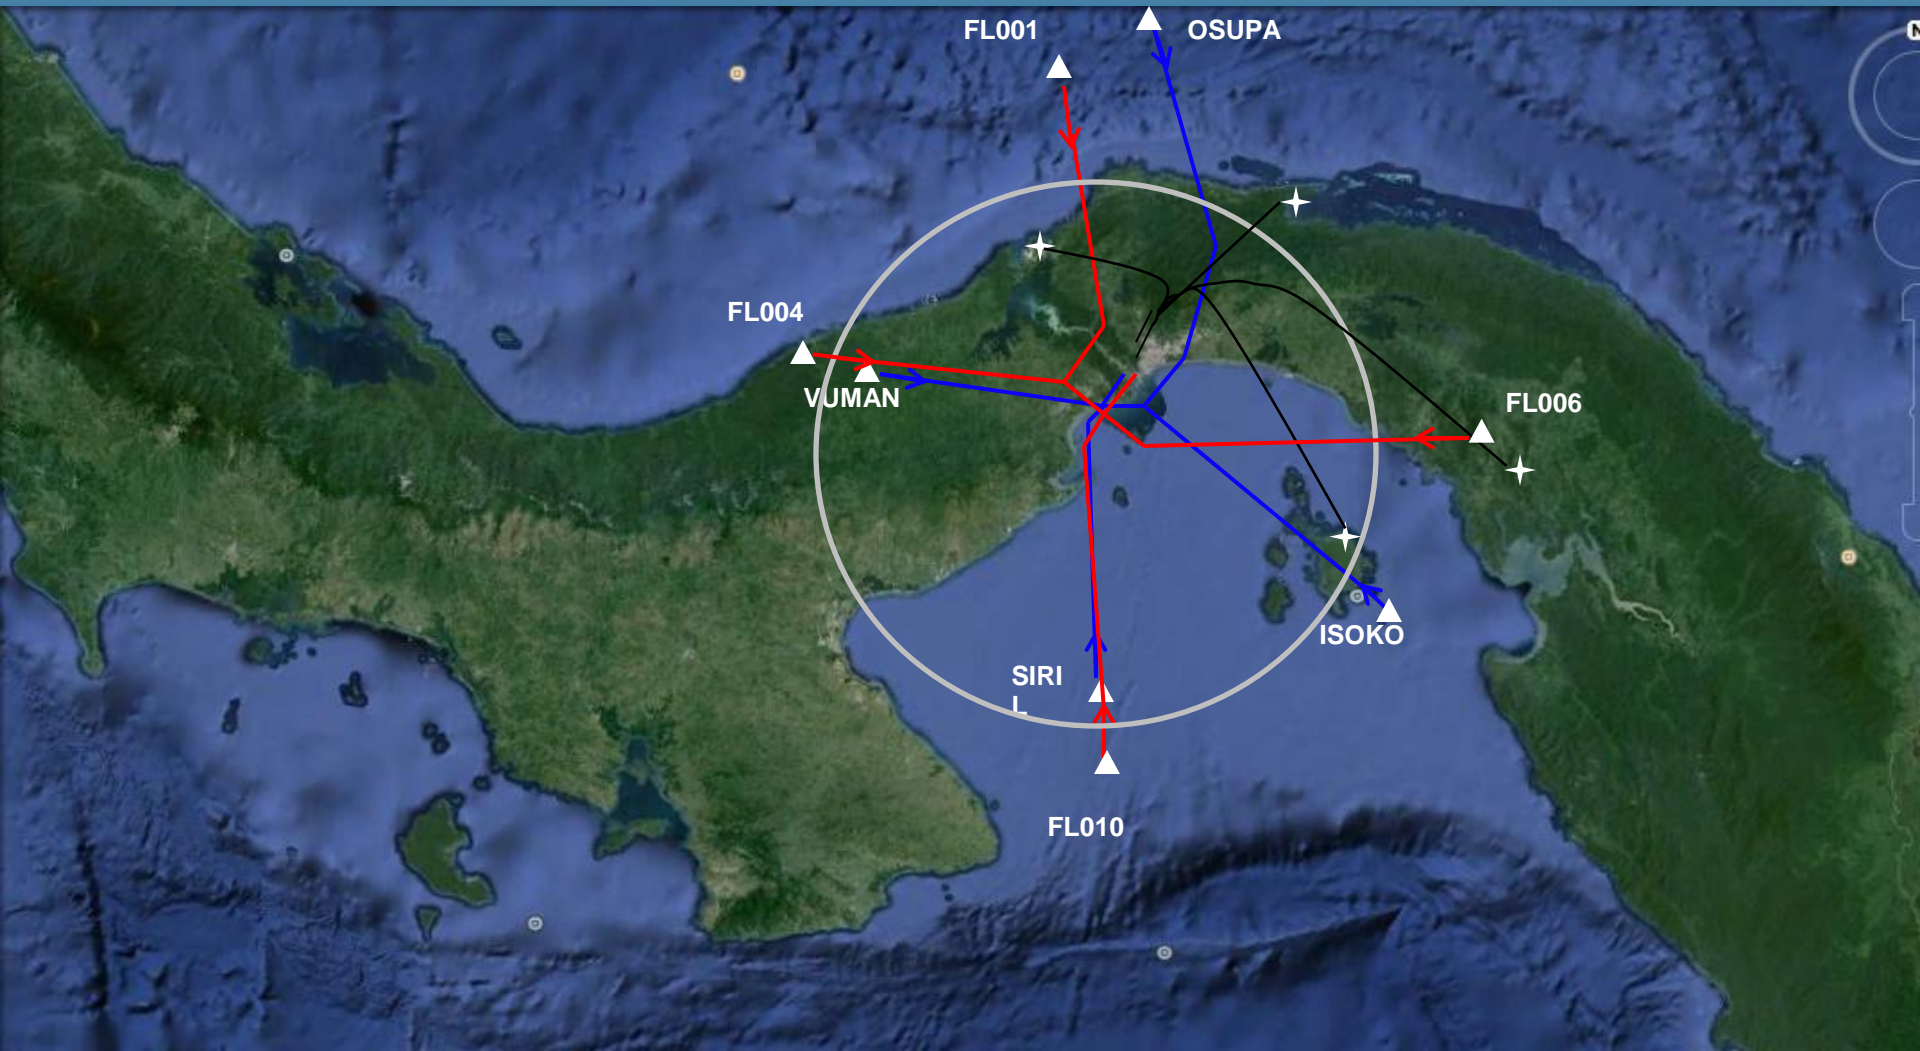 FL001
OSUPA
FL004
VUMAN
FL006
ISOKO
SIRI
L
FL010
N